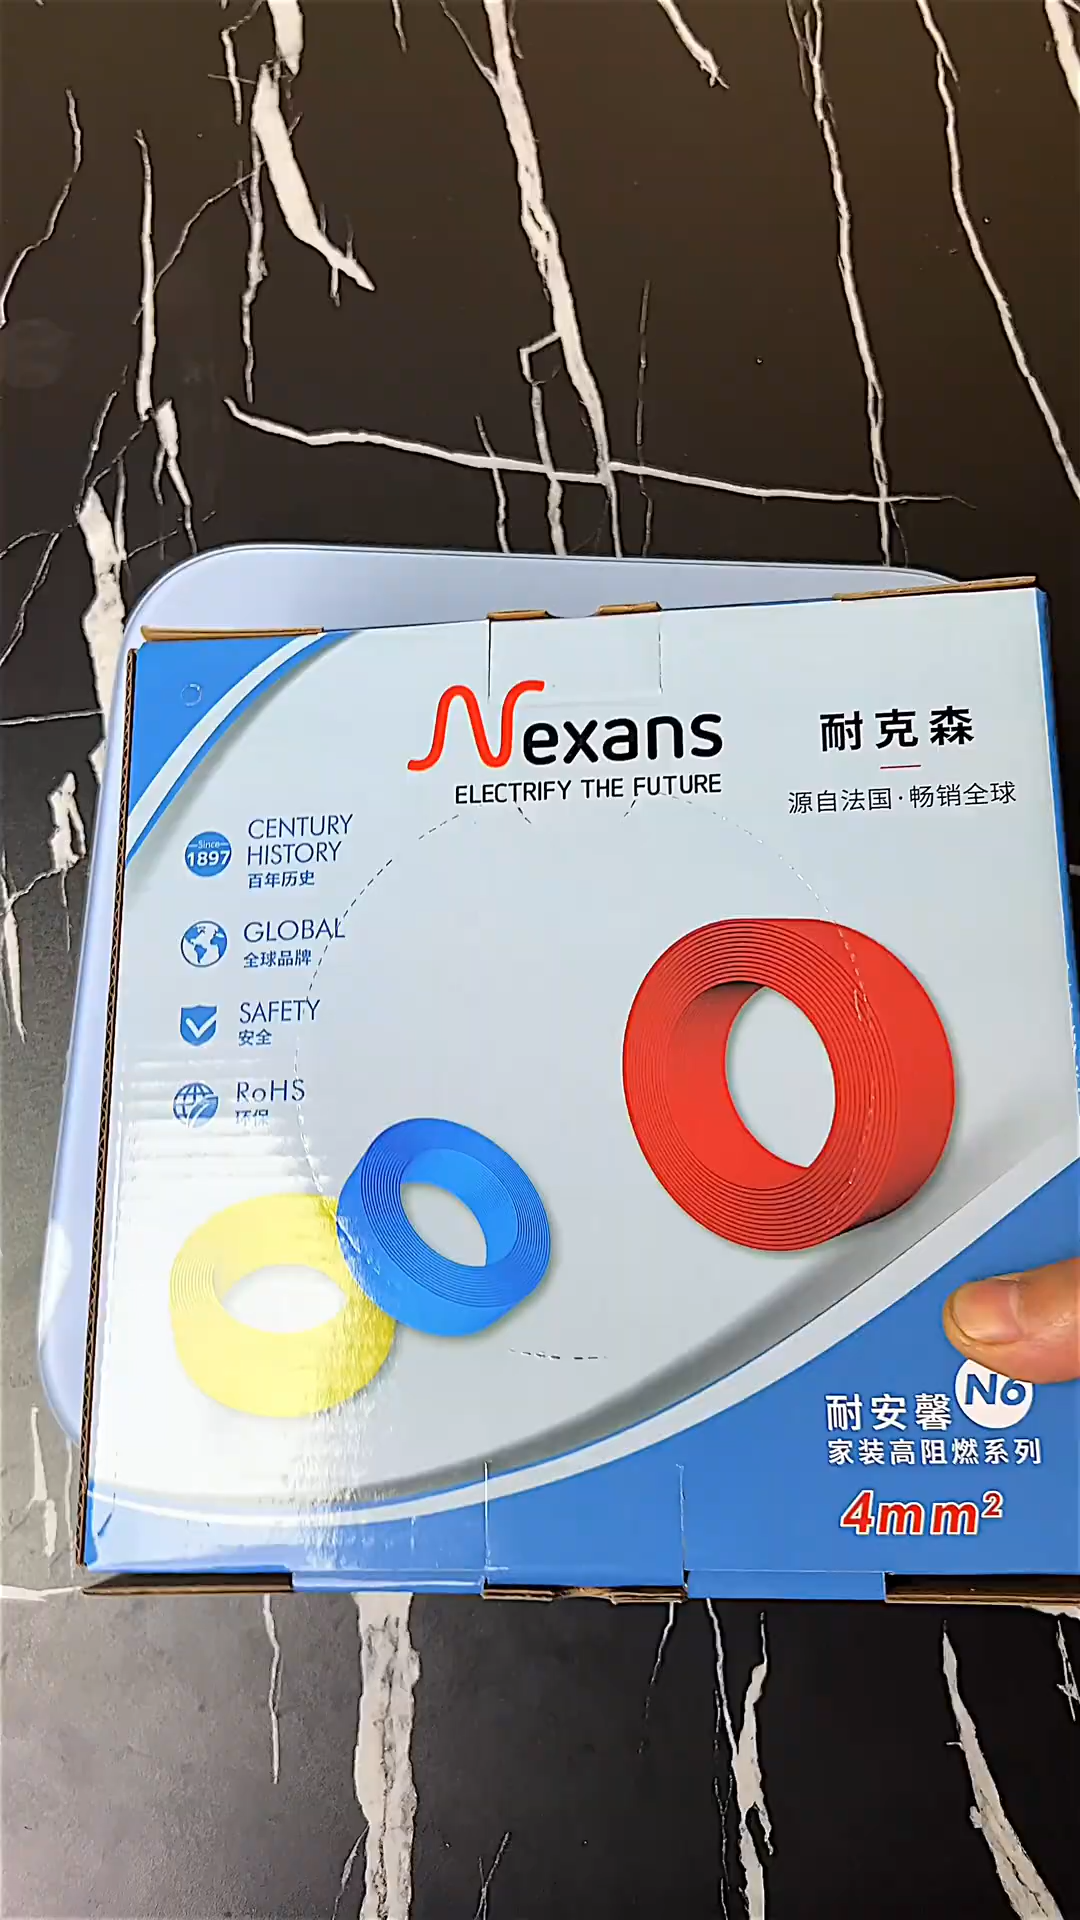 Nexans
ELECTRIFY THE FUTURE
耐克森
源自法国·畅销全球
Since
1897
CENTURY
HISTORY
百年历史
GLOBAL
全球品牌
SAFETY
安全
RoHS
环保
耐安馨 N6
家装高阻燃系列
4mm²